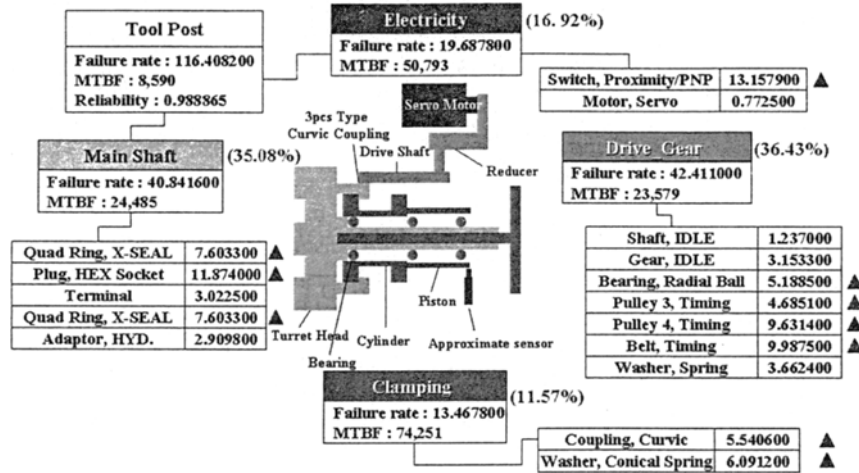 Tool Post
Failure rate : 116.408200
MTBF : 8,590
Reliability : 0.988865
Electricity
(16.92%)
Failure rate : 19.687800
MTBF : 50,793
Switch, Proximity/PNP 13.157900 ▲
Motor, Servo 0.772500
Main Shaft
(35.08%)
Failure rate : 40.841600
MTBF : 24,485
Quad Ring, X-SEAL 7.603300 ▲
Plug, HEX Socket 11.874000 ▲
Terminal 3.022500
Quad Ring, X-SEAL 7.603300 ▲
Adaptor, HYD. 2.909800
Servo Motor
3pcs Type
Curvic Coupling
Drive Shaft
Reducer
Piston
Turret Head
Cylinder
Approximate sensor
Bearing
Drive_Gear
(36.43%)
Failure rate : 42.411000
MTBF : 23,579
Shaft, IDLE 1.237000
Gear, IDLE 3.153300
Bearing, Radial Ball 5.188500 ▲
Pulley 3, Timing 4.685100 ▲
Pulley 4, Timing 9.631400 ▲
Belt, Timing 9.987500 ▲
Washer, Spring 3.662400
Clamping
(11.57%)
Failure rate : 13.467800
MTBF : 74,251
Coupling, Curvic 5.540600 ▲
Washer, Conical Spring 6.091200 ▲